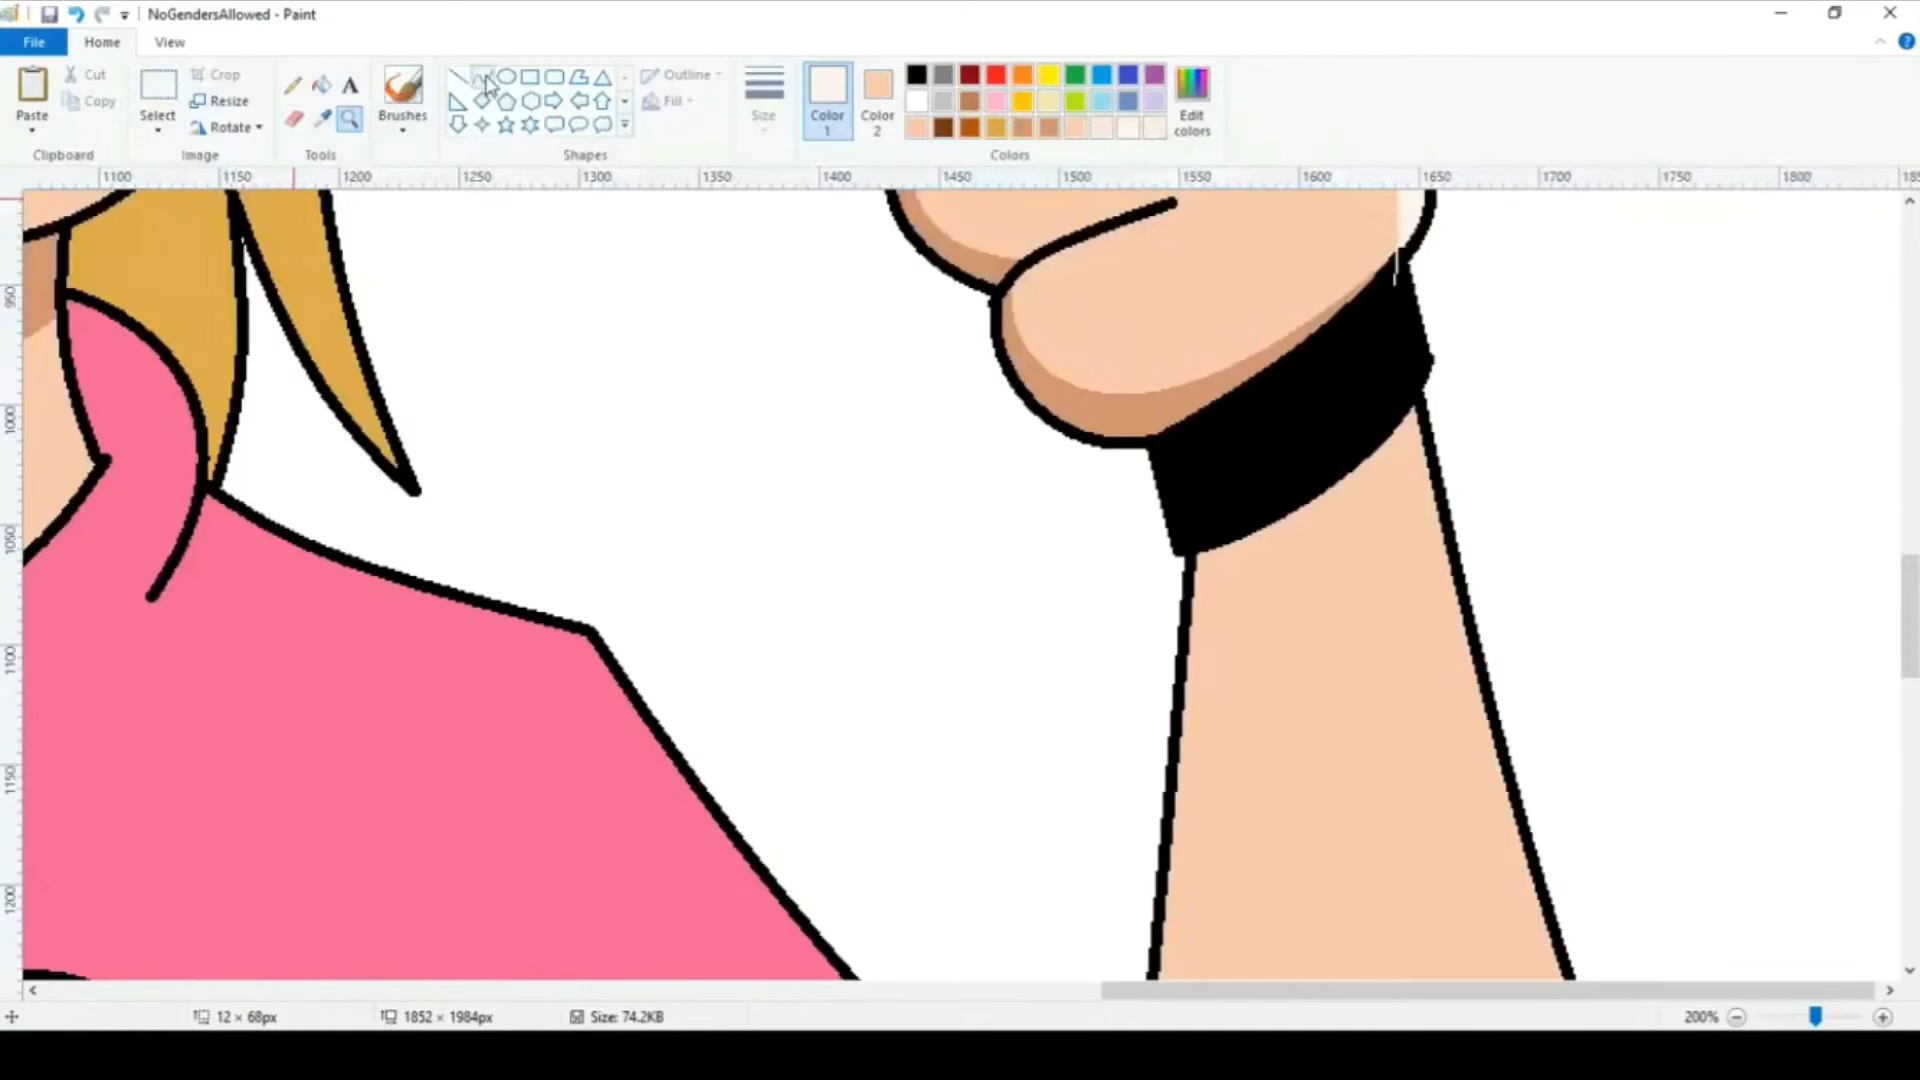 NoGendersAllowed - Paint
File Home View
Paste
Cut
Copy
Clipboard
Select
Crop
Resize
Rotate
Image
A
Tools
Brushes
Outline
Fill
Shapes
Size
Color 1
Color 2
Edit colors
Colors
1100 1150 1200 1250 1300 1350 1400 1450 1500 1550 1600 1650 1700 1750 1800 185
950
1000
1050
1100
1150
1200
12 × 68px 1852 × 1984px Size: 74.2KB 200%